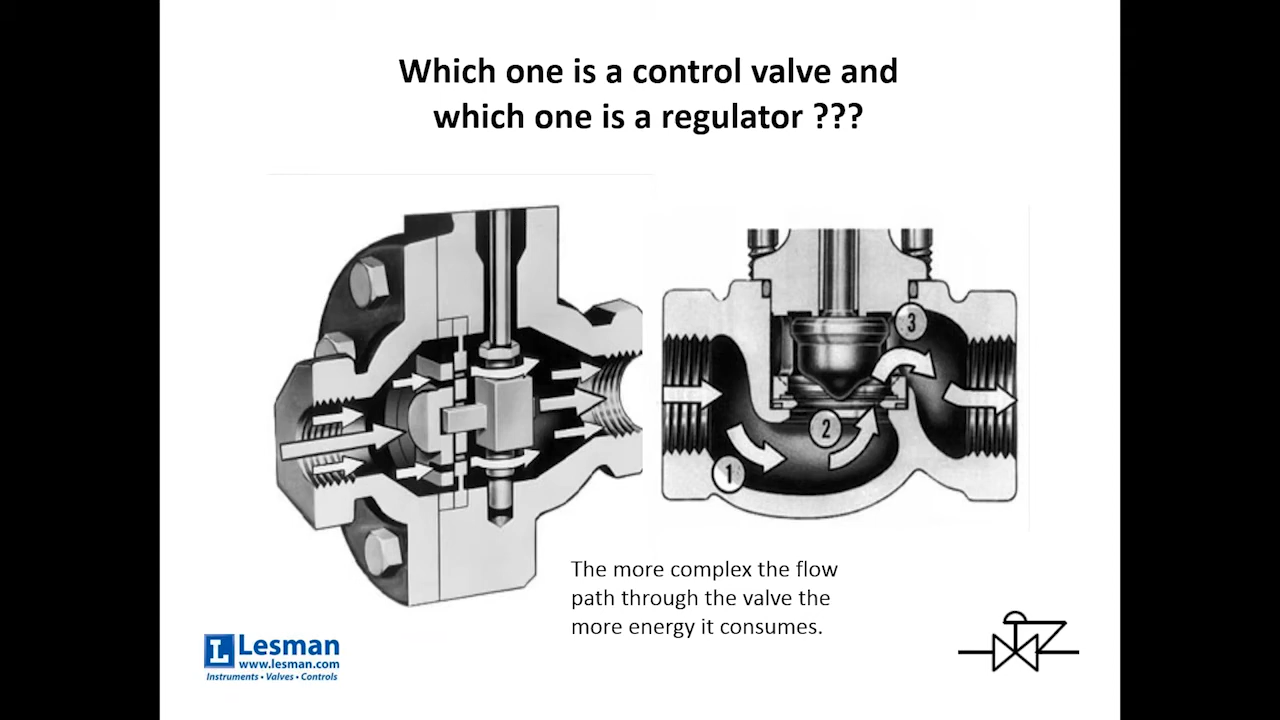 Which one is a control valve and
which one is a regulator ???
3
2
1
The more complex the flow
path through the valve the
more energy it consumes.
L Lesman
www.lesman.com
Instruments • Valves • Controls